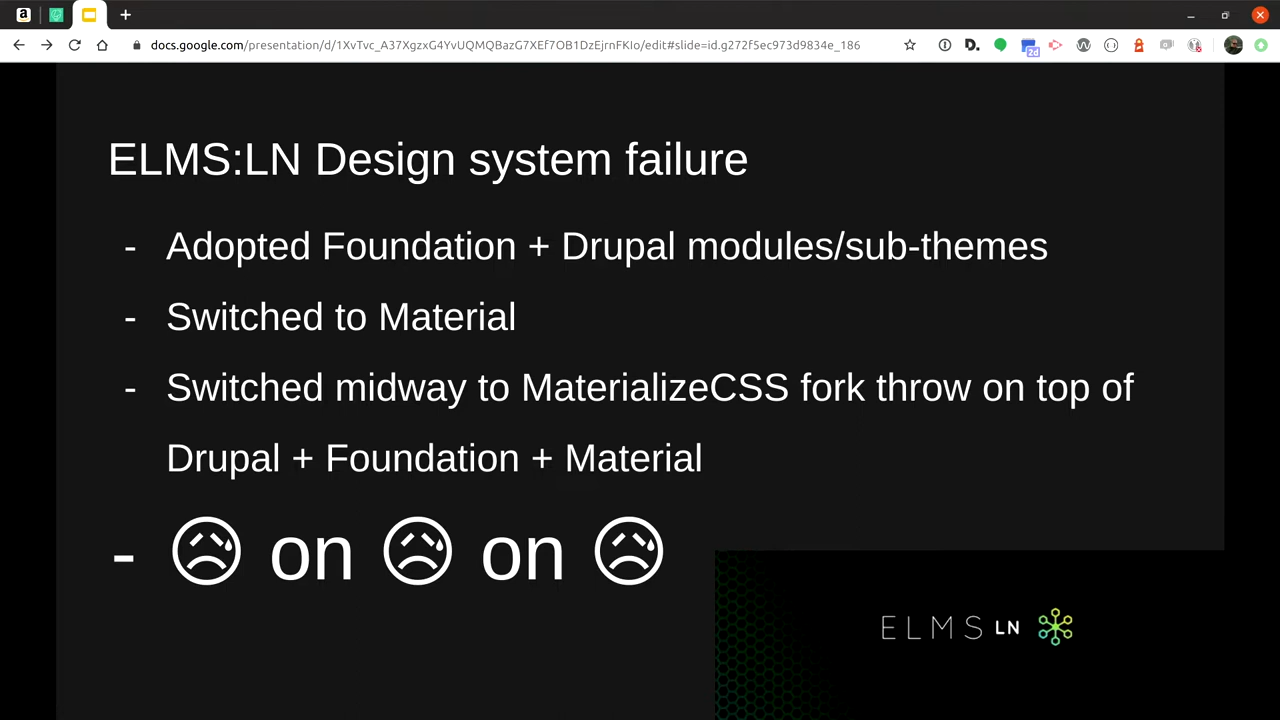 docs.google.com/presentation/d/1XvTvc_A37XgzxG4YvUQMQBazG7XEf7OB1DzEjrnFKIo/edit#slide=id.g272f5ec973d9834e_186
2d
ELMS:LN Design system failure
- Adopted Foundation + Drupal modules/sub-themes
- Switched to Material
- Switched midway to MaterializeCSS fork throw on top of
Drupal + Foundation + Material
- 😥 on 😥 on 😥
ELMS LN